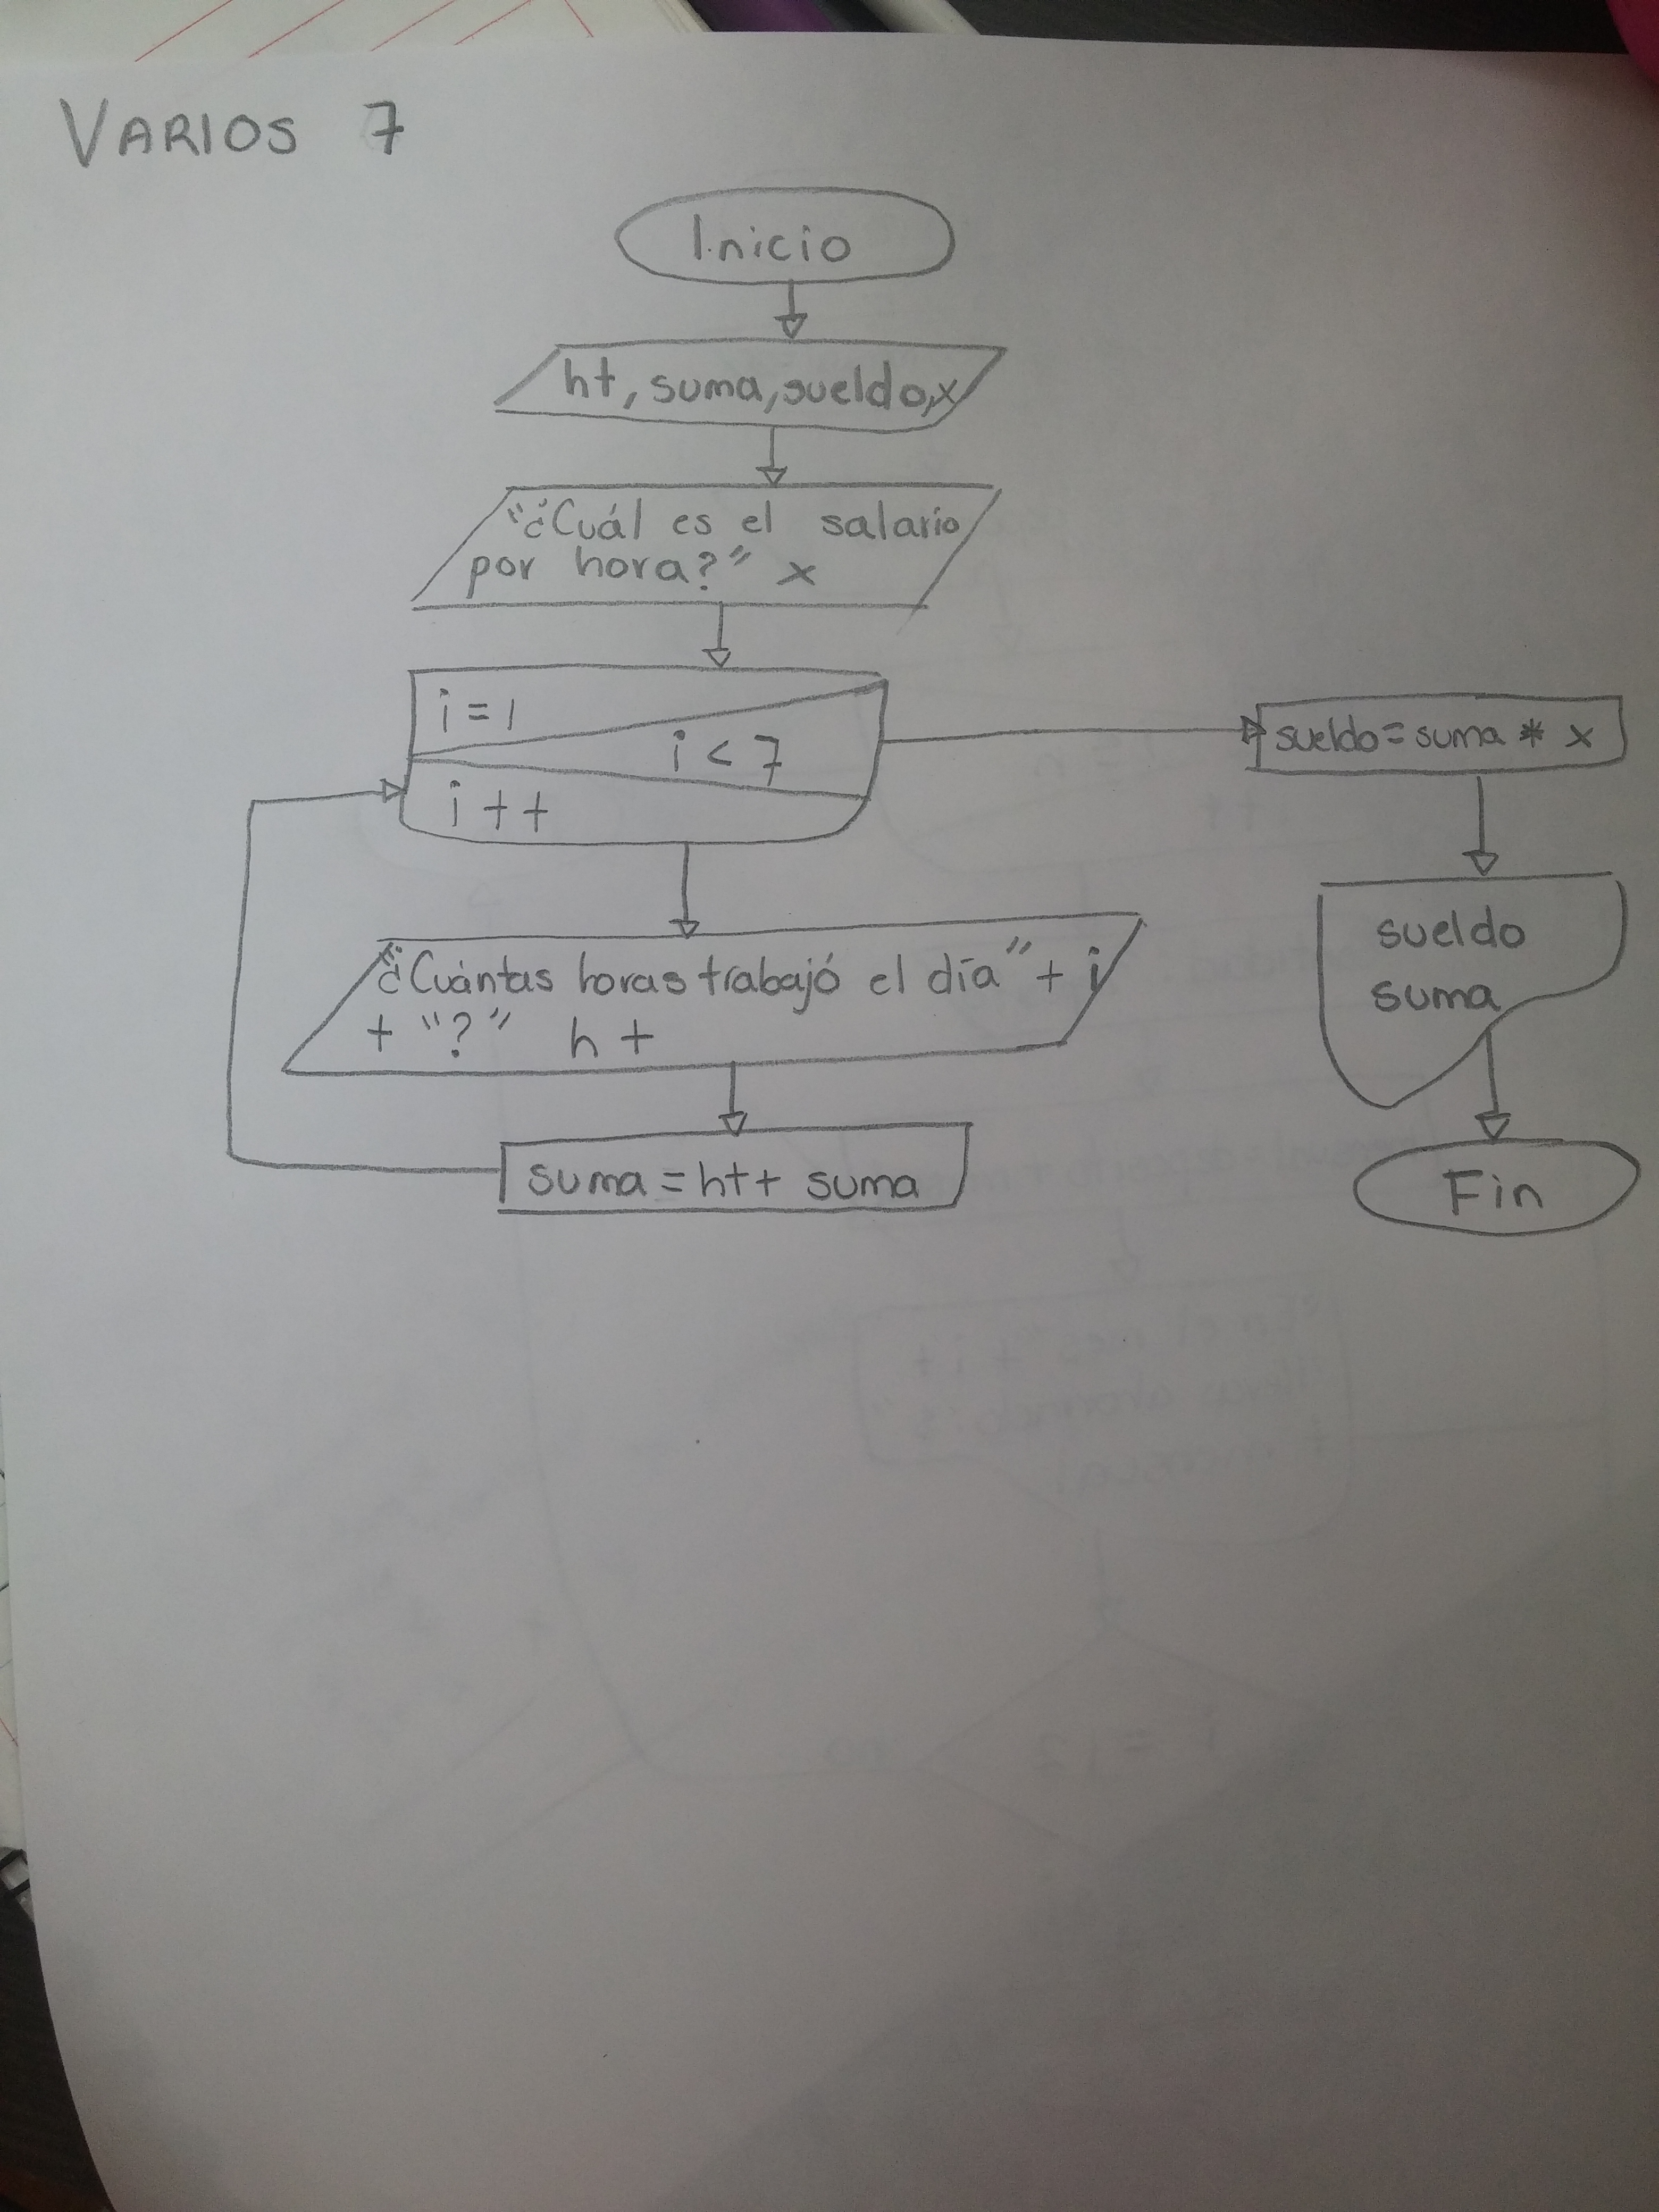 VARIOS 7
Inicio
ht, suma, sueldo, x
"¿Cuál es el salario
por hora?" x
i = 1
i < 7
i + +
"¿Cuántas horas trabajó el día" + i
+ "?" ht
suma = ht + suma
sueldo = suma * x
sueldo
suma
Fin